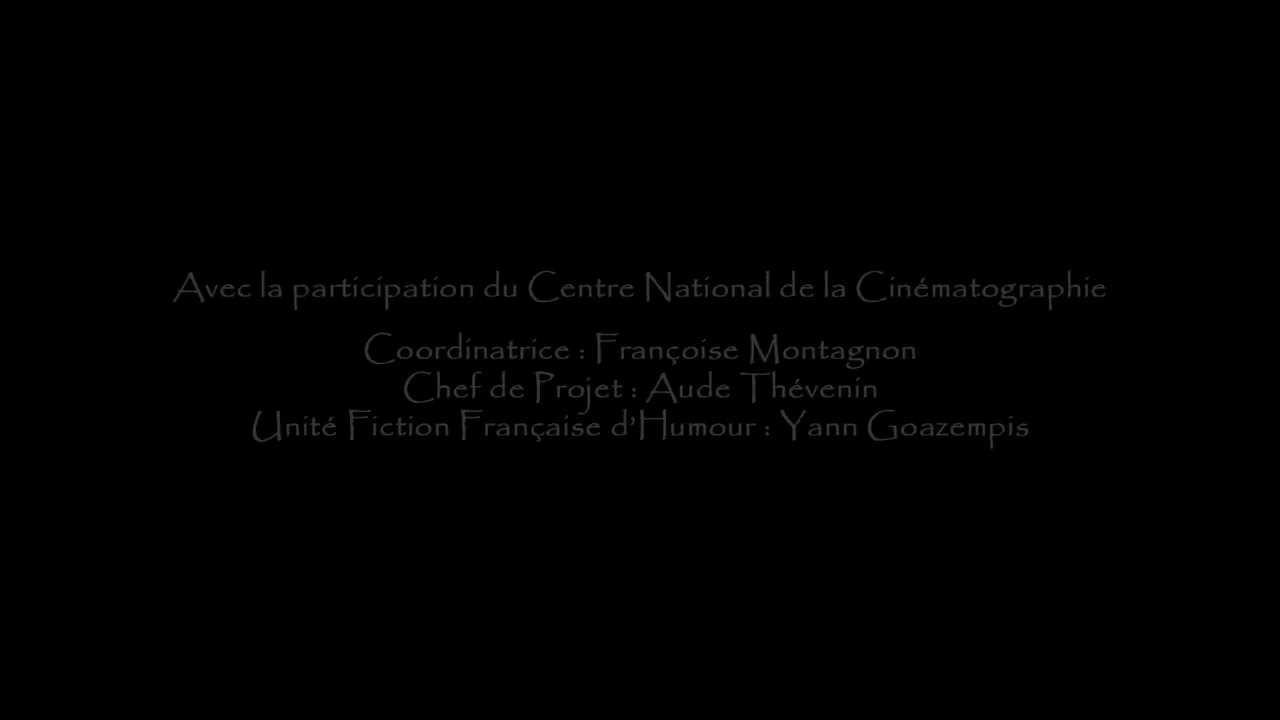 Avec la participation du Centre National de la Cinématographie
Coordinatrice : Françoise Montagnon
Chef de Projet : Aude Thévenin
Unité Fiction Française d'Humour : Yann Goazempis